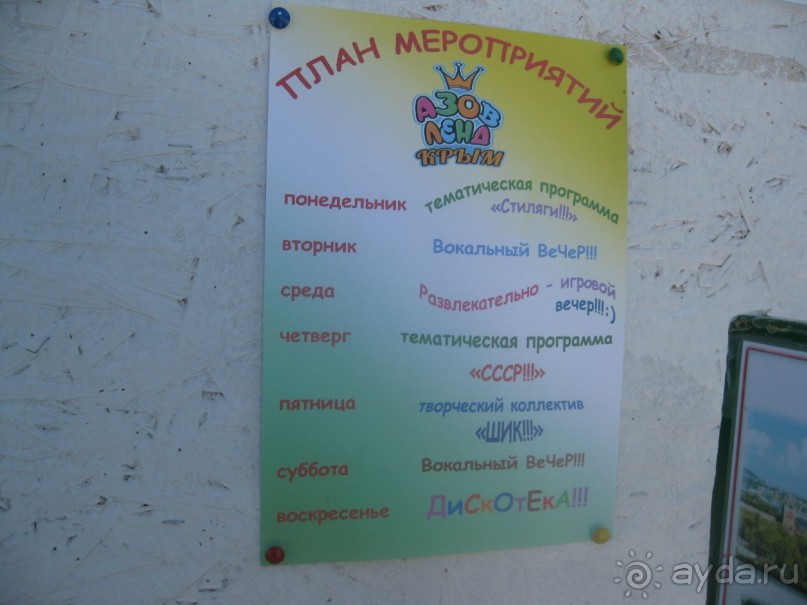 ПЛАН МЕРОПРИЯТИЙ
АЗОВ
ЛЕНД
КРЫМ
понедельник тематическая программа
«Стиляги!!!»
вторник Вокальный ВеЧеР!!!
среда Развлекательно - игровой
вечер!!!:)
четверг тематическая программа
«СССР!!!»
пятница творческий коллектив
«ШИК!!!»
суббота Вокальный ВеЧеР!!!
воскресенье ДиСкОтЕкА!!!
ayda.ru